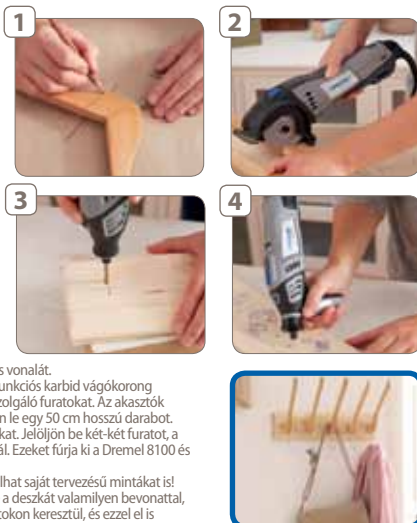 1
2
3
4
s vonalát.
unkciós karbid vágókorong
zolgáló furatokat. Az akasztók
n le egy 50 cm hosszú darabot.
kat. Jelöljön be két-két furatot, a
ál. Ezeket fúrja ki a Dremel 8100 és
lhat saját tervezésű mintákat is!
a deszkát valamilyen bevonattal,
tokon keresztül, és ezzel el is